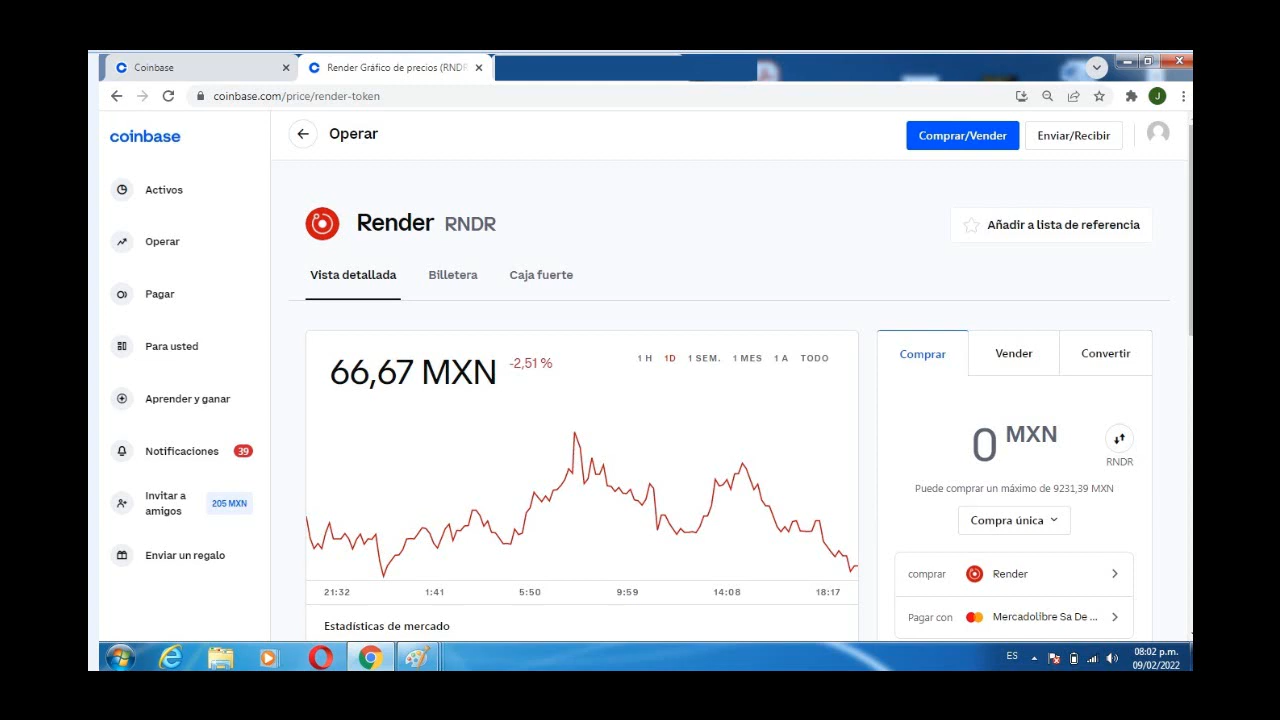 Coinbase
Render Gráfico de precios (RNDR
coinbase.com/price/render-token
J
coinbase
Operar
Comprar/Vender
Enviar/Recibir
Activos
Operar
Pagar
Para usted
Aprender y ganar
Notificaciones 39
Invitar a
amigos
205 MXN
Enviar un regalo
Render RNDR
Añadir a lista de referencia
Vista detallada
Billetera
Caja fuerte
66,67 MXN -2,51 %
1 H 1D 1 SEM. 1 MES 1 A TODO
21:32 1:41 5:50 9:59 14:08 18:17
Estadísticas de mercado
Comprar
Vender
Convertir
0 MXN
RNDR
Puede comprar un máximo de 9231,39 MXN
Compra única
comprar Render
Pagar con Mercadolibre Sa De ...
ES
08:02 p.m.
09/02/2022